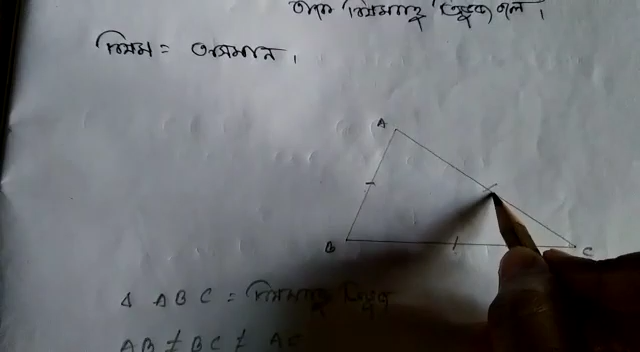 তাকে বিষমবাহু ত্রিভুজ বলে।
বিষম = অসমান।
A
B
C
Δ ABC = বিষমবাহু ত্রিভুজ
AB ≠ BC ≠ AC